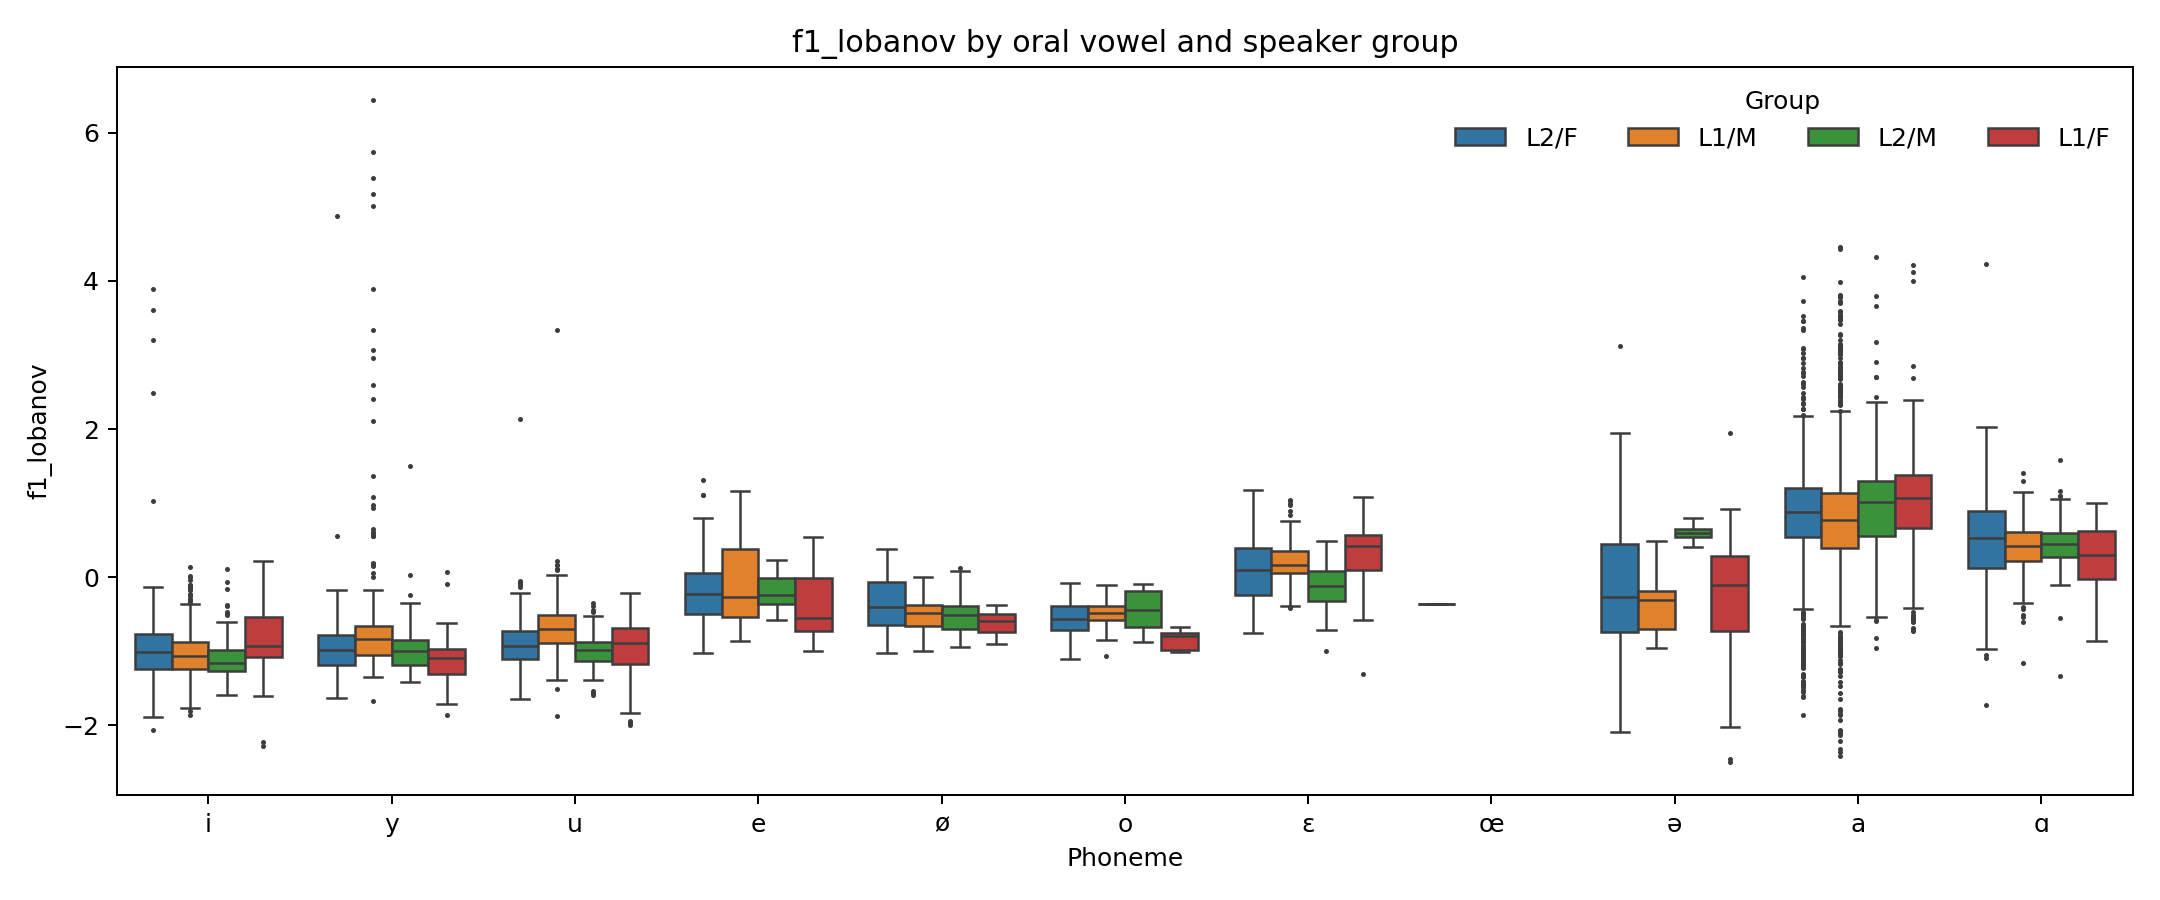 f1_lobanov by oral vowel and speaker group
Group
L2/F L1/M L2/M L1/F
6
4
2
0
−2
f1_lobanov
i y u e ø o ɛ œ ə a ɑ
Phoneme